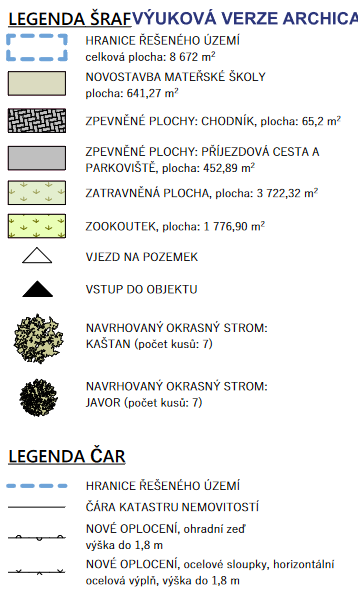 LEGENDA ŠRAF
VÝUKOVÁ VERZE ARCHICA
HRANICE ŘEŠENÉHO ÚZEMÍ
celková plocha: 8 672 m²
NOVOSTAVBA MATEŘSKÉ ŠKOLY
plocha: 641,27 m²
ZPEVNĚNÉ PLOCHY: CHODNÍK, plocha: 65,2 m²
ZPEVNĚNÉ PLOCHY: PŘÍJEZDOVÁ CESTA A
PARKOVIŠTĚ, plocha: 452,89 m²
ZATRAVNĚNÁ PLOCHA, plocha: 3 722,32 m²
ZOOKOUTEK, plocha: 1 776,90 m²
VJEZD NA POZEMEK
VSTUP DO OBJEKTU
NAVRHOVANÝ OKRASNÝ STROM:
KAŠTAN (počet kusů: 7)
NAVRHOVANÝ OKRASNÝ STROM:
JAVOR (počet kusů: 7)
LEGENDA ČAR
HRANICE ŘEŠENÉHO ÚZEMÍ
ČÁRA KATASTRU NEMOVITOSTÍ
NOVÉ OPLOCENÍ, ohradní zeď
výška do 1,8 m
NOVÉ OPLOCENÍ, ocelové sloupky, horizontální
ocelová výplň, výška do 1,8 m